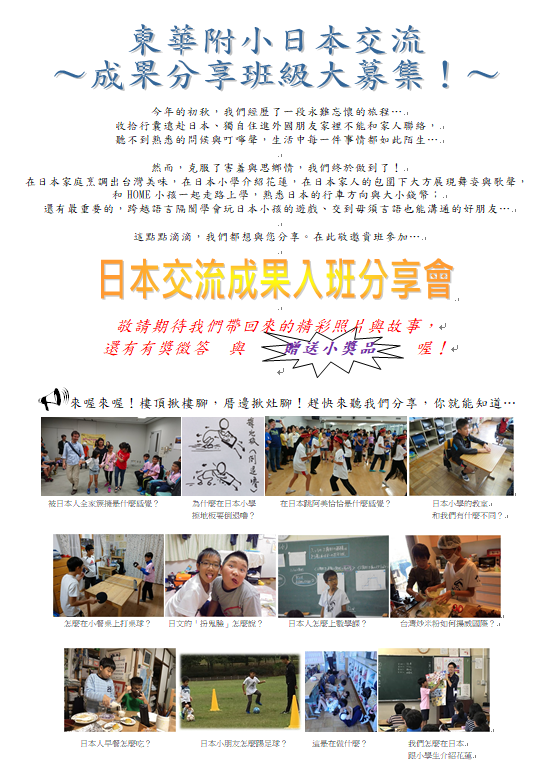 東華附小日本交流
～成果分享班級大募集！～
今年的初秋，我們經歷了一段永難忘懷的旅程…
收拾行囊遠赴日本、獨自住進外國朋友家裡不能和家人聯絡，
聽不到熟悉的問候與叮嚀聲，生活中每一件事情都如此陌生…
然而，克服了害羞與思鄉情，我們終於做到了！
在日本家庭烹調出台灣美味，在日本小學介紹花蓮，在日本家人的包圍下大方展現舞姿與歌聲，
和 HOME 小孩一起走路上學，熟悉日本的行車方向與大小錢幣；
還有最重要的，跨越語言隔閡學會玩日本小孩的遊戲、交到毋須言語也能溝通的好朋友…
這點點滴滴，我們都想與您分享。在此敬邀貴班參加…
日本交流成果入班分享會
敬請期待我們帶回來的精彩照片與故事，
還有有獎徵答　與　贈送小獎品　喔！
來喔來喔！樓頂揪樓腳，厝邊揪灶腳！趕快來聽我們分享，你就能知道…
被日本人全家簇擁是什麼感覺？
為什麼在日本小學
擦地板要倒退嚕？
在日本跳阿美恰恰是什麼感覺？
日本小學的教室
和我們有什麼不同？
怎麼在小餐桌上打桌球？
日文的「扮鬼臉」怎麼說？
日本人怎麼上數學課？
台灣炒米粉如何揚威國際？
日本人早餐怎麼吃？
日本小朋友怎麼踢足球？
這是在做什麼？
我們怎麼在日本
跟小學生介紹花蓮